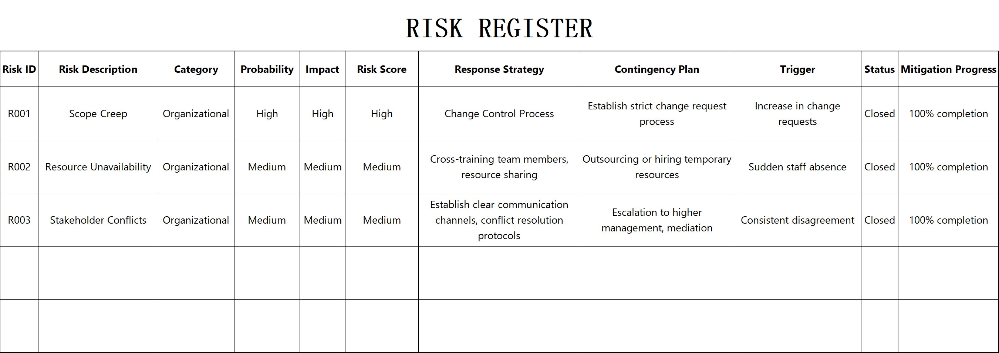 RISK REGISTER
Risk ID Risk Description Category Probability Impact Risk Score Response Strategy Contingency Plan Trigger Status Mitigation Progress
R001 Scope Creep Organizational High High High Change Control Process Establish strict change request process Increase in change requests Closed 100% completion
R002 Resource Unavailability Organizational Medium Medium Medium Cross-training team members, resource sharing Outsourcing or hiring temporary resources Sudden staff absence Closed 100% completion
R003 Stakeholder Conflicts Organizational Medium Medium Medium Establish clear communication channels, conflict resolution protocols Escalation to higher management, mediation Consistent disagreement Closed 100% completion